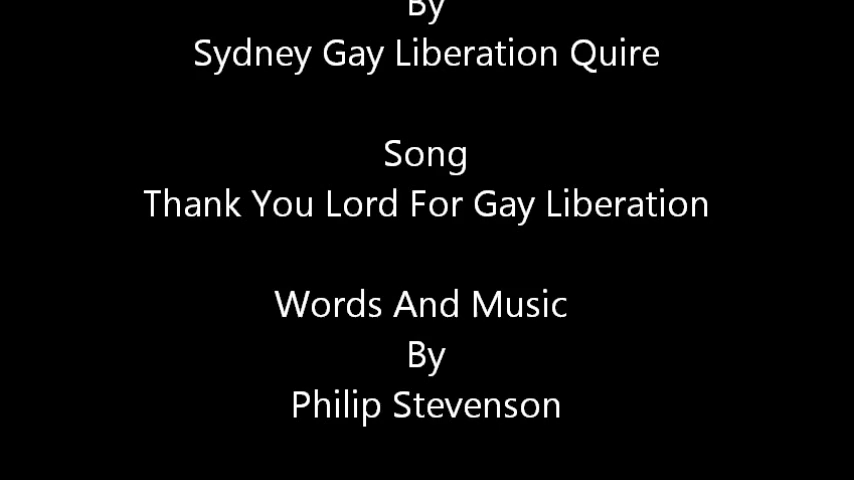 By
Sydney Gay Liberation Quire
Song
Thank You Lord For Gay Liberation
Words And Music
By
Philip Stevenson